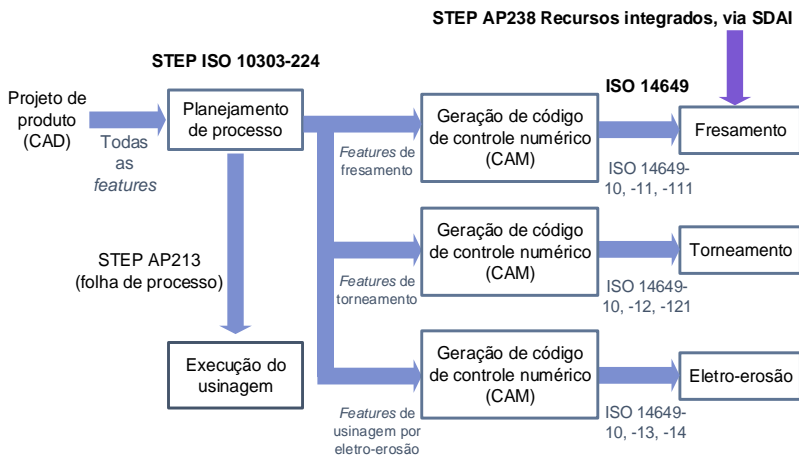 STEP AP238 Recursos integrados, via SDAI
STEP ISO 10303-224
ISO 14649
Projeto de
produto
(CAD)
Todas
as
features
Planejamento
de processo
Features de
fresamento
Geração de código
de controle numérico
(CAM)
ISO 14649-
10, -11, -111
Fresamento
STEP AP213
(folha de processo)
Features de
torneamento
Geração de código
de controle numérico
(CAM)
ISO 14649-
10, -12, -121
Torneamento
Execução do
usinagem
Features de
usinagem por
eletro-erosão
Geração de código
de controle numérico
(CAM)
ISO 14649-
10, -13, -14
Eletro-erosão